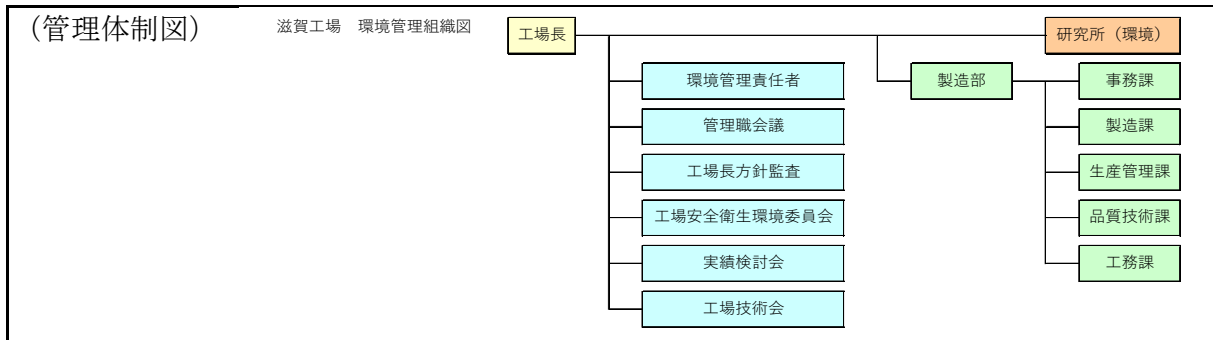 (管理体制図)
滋賀工場 環境管理組織図
工場長
研究所(環境)
環境管理責任者
製造部
事務課
管理職会議
製造課
工場長方針監査
生産管理課
工場安全衛生環境委員会
品質技術課
実績検討会
工務課
工場技術会